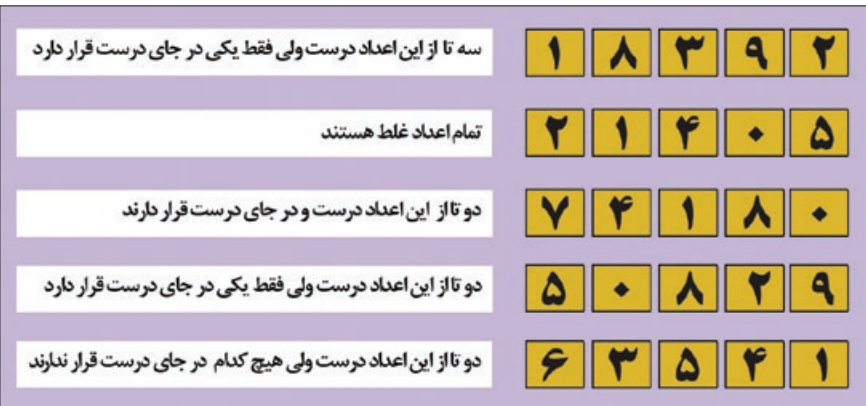 سه تا از این اعداد درست ولی فقط یکی در جای درست قرار دارد ۱ ۸ ۳ ۹ ۲
تمام اعداد غلط هستند ۲ ۱ ۴ ۰ ۵
دو تا از این اعداد درست و در جای درست قرار دارند ۷ ۴ ۱ ۸ ۰
دو تا از این اعداد درست ولی فقط یکی در جای درست قرار دارد ۵ ۰ ۸ ۲ ۹
دو تا از این اعداد درست ولی هیچ کدام در جای درست قرار ندارند ۶ ۳ ۵ ۴ ۱